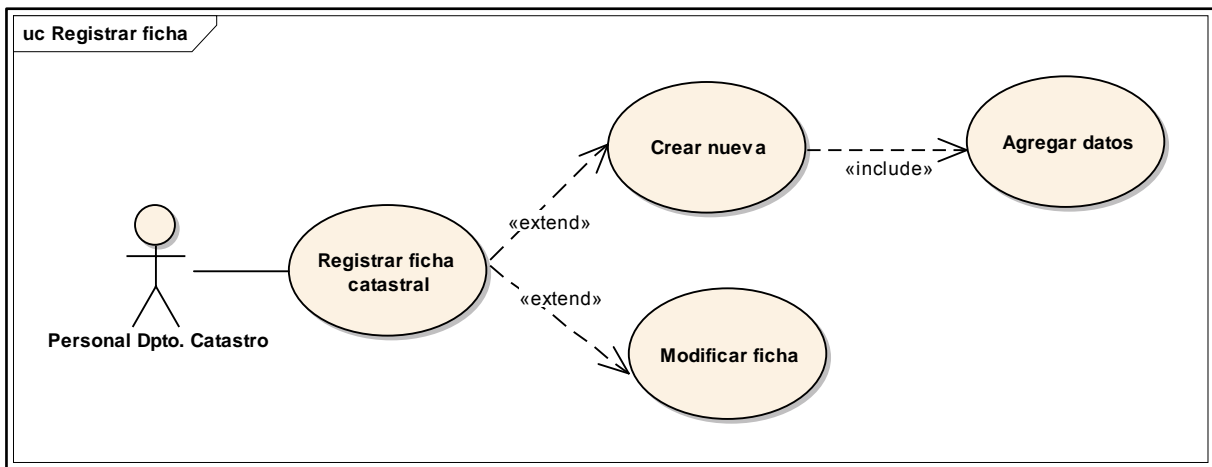 uc Registrar ficha
Crear nueva
Agregar datos
«include»
«extend»
Registrar ficha
catastral
«extend»
Personal Dpto. Catastro
Modificar ficha